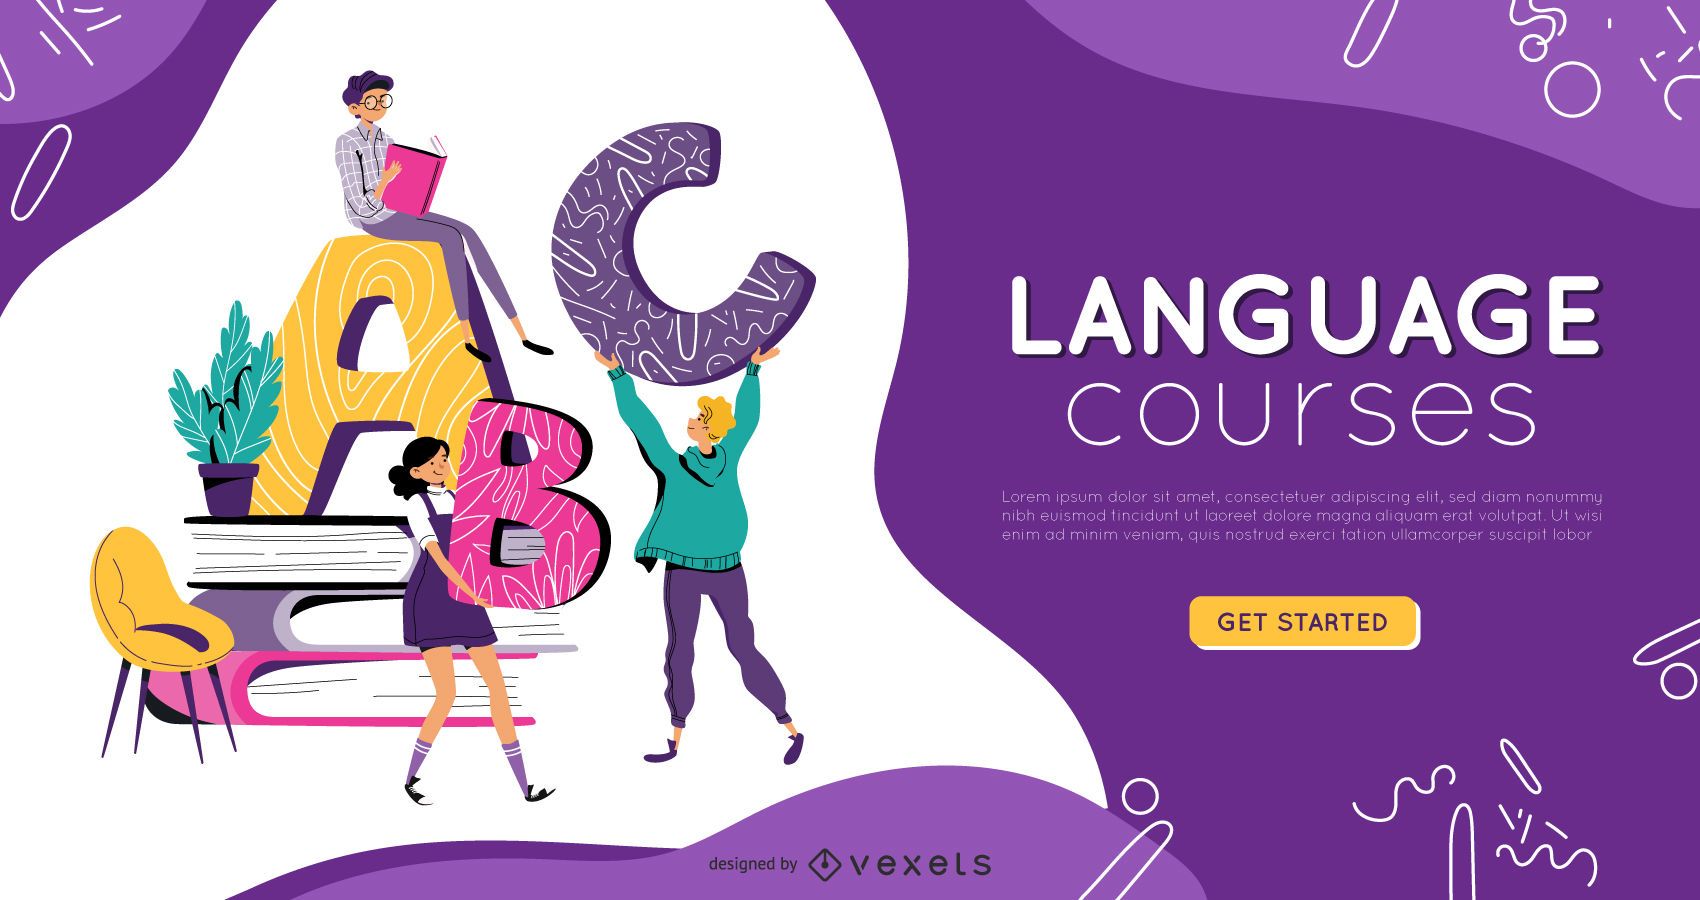 A
B
C
LANGUAGE
courses
Lorem ipsum dolor sit amet, consectetuer adipiscing elit, sed diam nonummy
nibh euismod tincidunt ut laoreet dolore magna aliquam erat volutpat. Ut wisi
enim ad minim veniam, quis nostrud exerci tation ullamcorper suscipit lobor
GET STARTED
designed by vexels